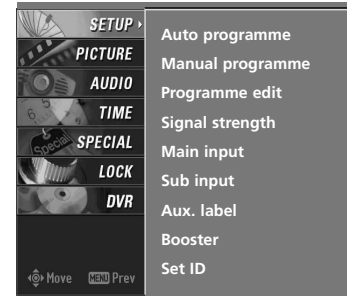 SETUP
PICTURE
AUDIO
TIME
SPECIAL
LOCK
DVR
Move MENU Prev
Auto programme
Manual programme
Programme edit
Signal strength
Main input
Sub input
Aux. label
Booster
Set ID